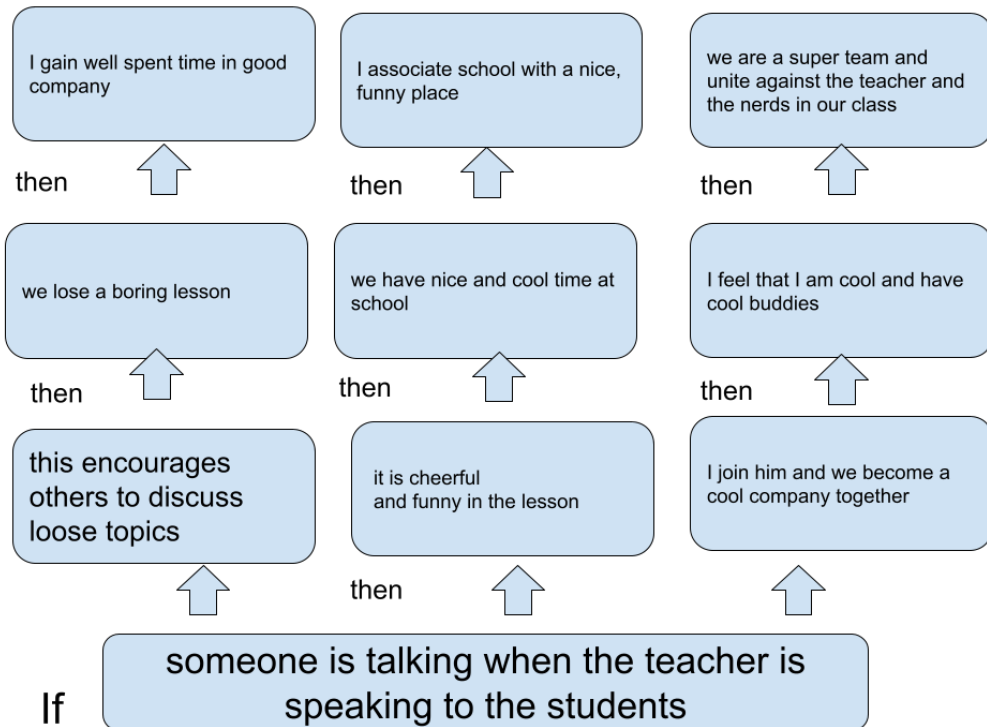 I gain well spent time in good
company
I associate school with a nice,
funny place
we are a super team and
unite against the teacher and
the nerds in our class
then
then
then
we lose a boring lesson
we have nice and cool time at
school
I feel that I am cool and have
cool buddies
then
then
then
this encourages
others to discuss
loose topics
it is cheerful
and funny in the lesson
I join him and we become a
cool company together
then
If
someone is talking when the teacher is
speaking to the students